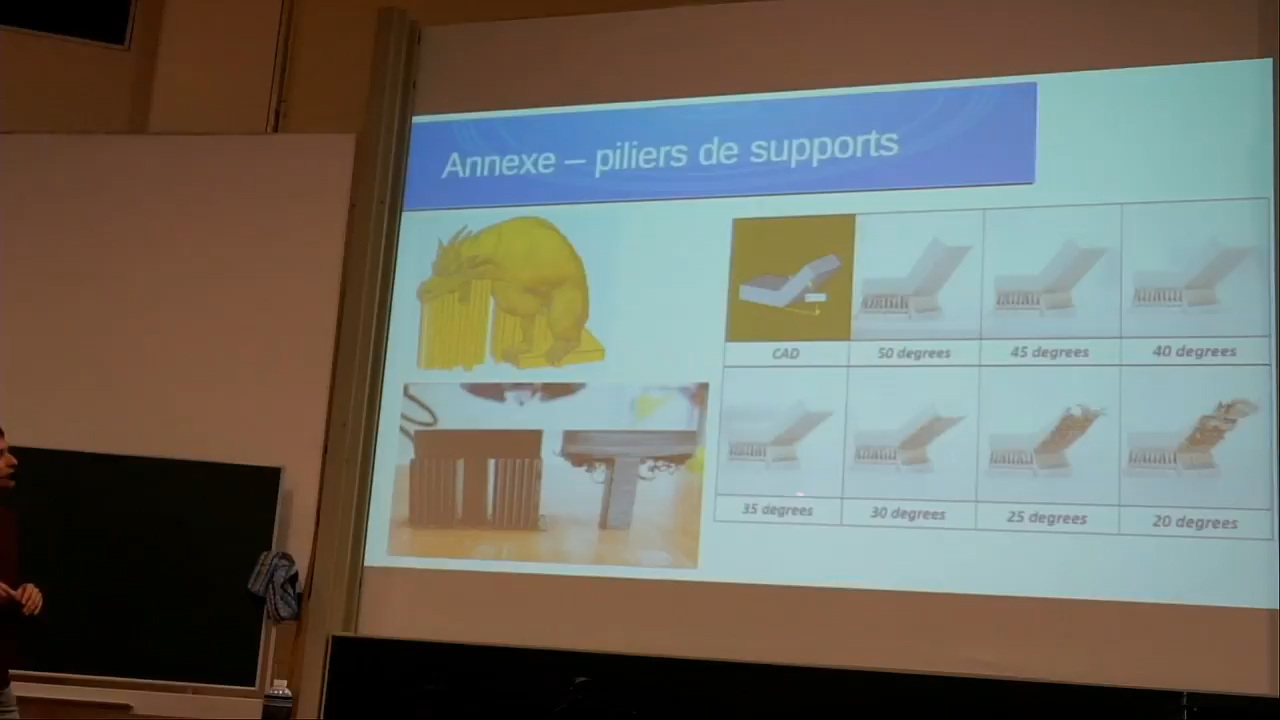 Annexe – piliers de supports
CAD
50 degrees
45 degrees
40 degrees
35 degrees
30 degrees
25 degrees
20 degrees